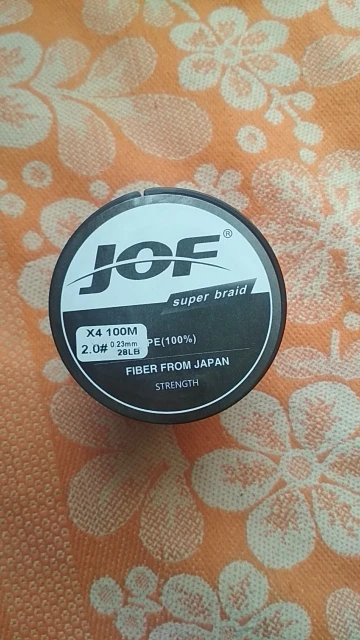 JOF®
super braid
X4 100M
2.0# 0.23mm
28LB
PE(100%)
FIBER FROM JAPAN
STRENGTH